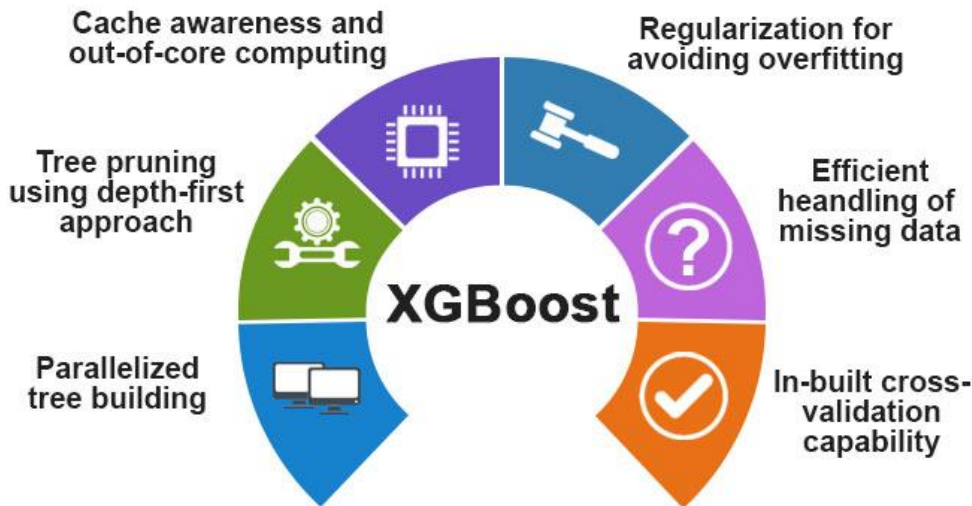 Cache awareness and
out-of-core computing
Regularization for
avoiding overfitting
Tree pruning
using depth-first
approach
Efficient
heandling of
missing data
XGBoost
Parallelized
tree building
In-built cross-
validation
capability